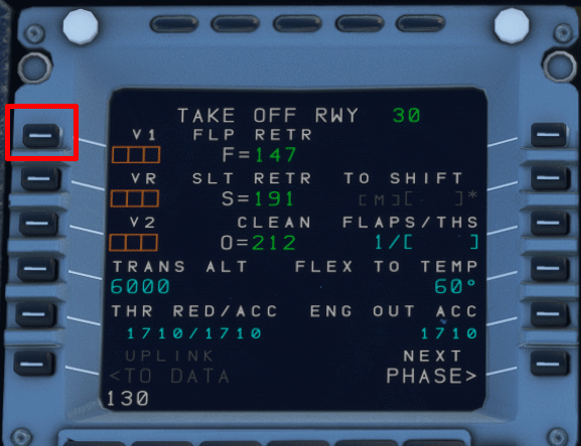 TAKE OFF RWY 30
V1 FLP RETR
F=147
VR SLT RETR TO SHIFT
S=191 [M][ ]*
V2 CLEAN FLAPS/THS
O=212 1/[ ]
TRANS ALT FLEX TO TEMP
6000 60°
THR RED/ACC ENG OUT ACC
1710/1710 1710
UPLINK NEXT
<TO DATA PHASE>
130